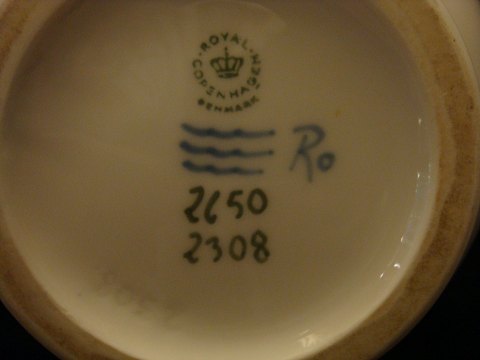 ROYAL
COPENHAGEN
DENMARK
Ro
2650
2308